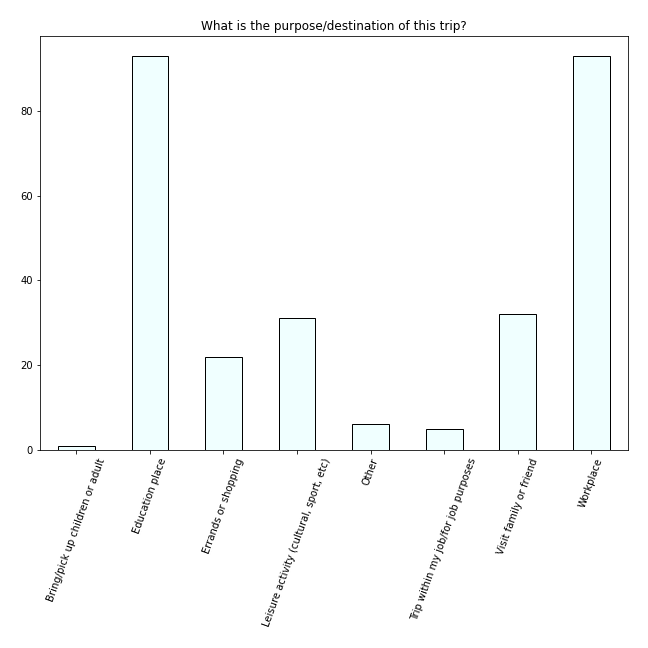 What is the purpose/destination of this trip?
80
60
40
20
0
Bring/pick up children or adult
Education place
Errands or shopping
Leisure activity (cultural, sport, etc)
Other
Trip within my job/for job purposes
Visit family or friend
Workplace